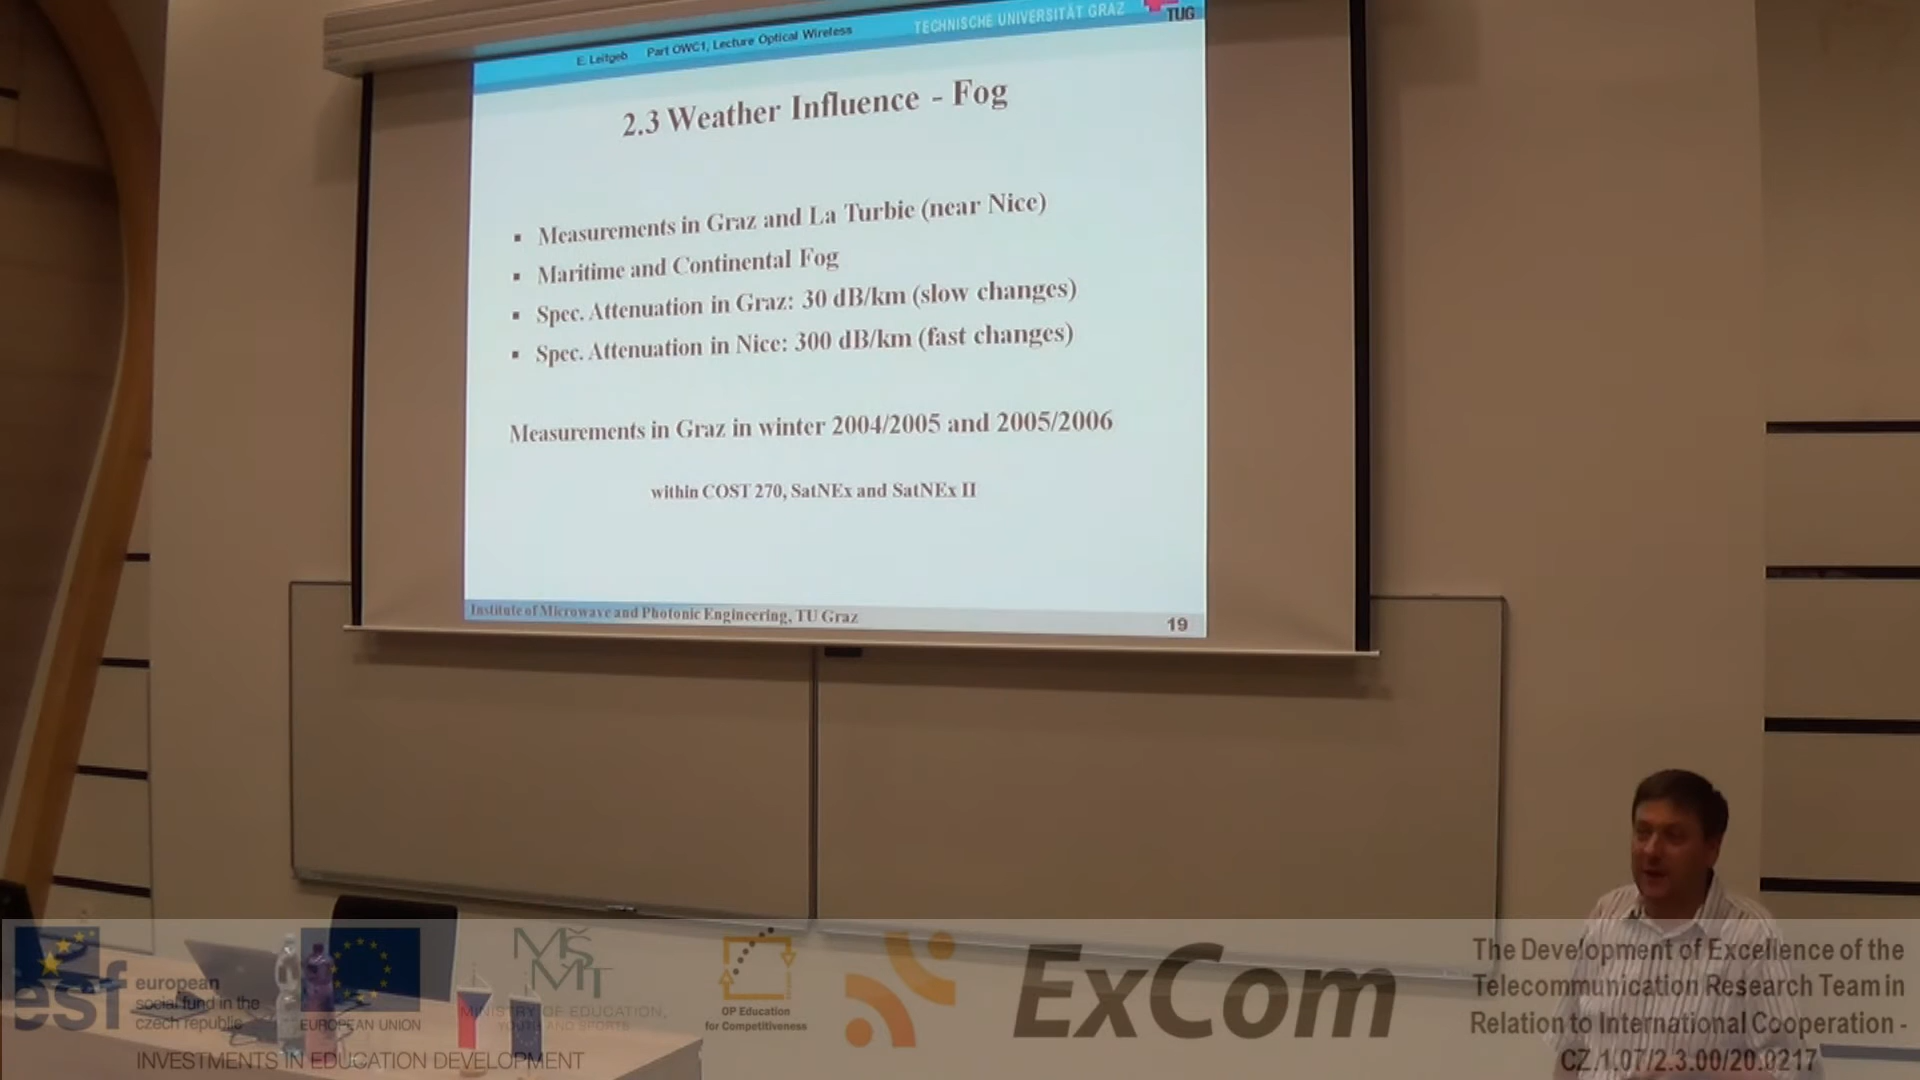 E. Leitgeb Part OWC1, Lecture Optical Wireless
TECHNISCHE UNIVERSITÄT GRAZ
TUG
2.3 Weather Influence - Fog
▪ Measurements in Graz and La Turbie (near Nice)
▪ Maritime and Continental Fog
▪ Spec. Attenuation in Graz: 30 dB/km (slow changes)
▪ Spec. Attenuation in Nice: 300 dB/km (fast changes)
Measurements in Graz in winter 2004/2005 and 2005/2006
within COST 270, SatNEx and SatNEx II
Institute of Microwave and Photonic Engineering, TU Graz
19
esf
european
social fund in the
czech republic
EUROPEAN UNION
MŠMT
MINISTRY OF EDUCATION,
YOUTH AND SPORTS
OP Education
for Competitiveness
INVESTMENTS IN EDUCATION DEVELOPMENT
ExCom
The Development of Excellence of the
Telecommunication Research Team in
Relation to International Cooperation -
CZ.1.07/2.3.00/20.0217